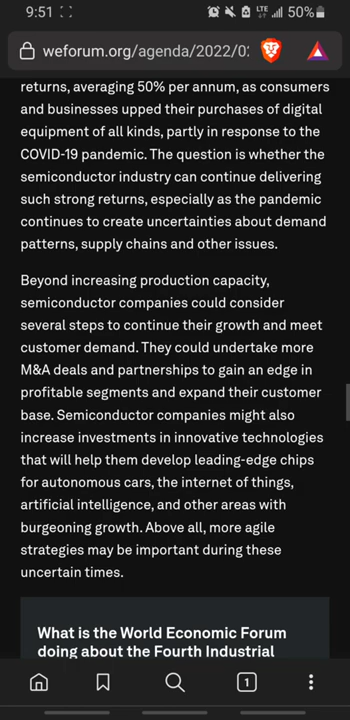 9:51
LTE
50%
weforum.org/agenda/2022/02
returns, averaging 50% per annum, as consumers
and businesses upped their purchases of digital
equipment of all kinds, partly in response to the
COVID-19 pandemic. The question is whether the
semiconductor industry can continue delivering
such strong returns, especially as the pandemic
continues to create uncertainties about demand
patterns, supply chains and other issues.
Beyond increasing production capacity,
semiconductor companies could consider
several steps to continue their growth and meet
customer demand. They could undertake more
M&A deals and partnerships to gain an edge in
profitable segments and expand their customer
base. Semiconductor companies might also
increase investments in innovative technologies
that will help them develop leading-edge chips
for autonomous cars, the internet of things,
artificial intelligence, and other areas with
burgeoning growth. Above all, more agile
strategies may be important during these
uncertain times.
What is the World Economic Forum
doing about the Fourth Industrial
1